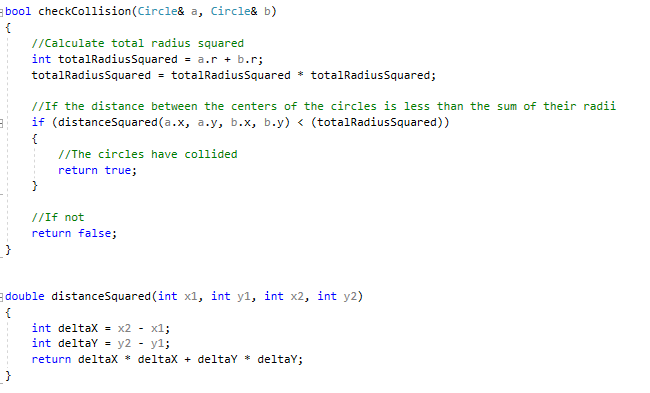 bool checkCollision(Circle& a, Circle& b)
{
//Calculate total radius squared
int totalRadiusSquared = a.r + b.r;
totalRadiusSquared = totalRadiusSquared * totalRadiusSquared;
//If the distance between the centers of the circles is less than the sum of their radii
if (distanceSquared(a.x, a.y, b.x, b.y) < (totalRadiusSquared))
{
//The circles have collided
return true;
}
//If not
return false;
}
double distanceSquared(int x1, int y1, int x2, int y2)
{
int deltaX = x2 - x1;
int deltaY = y2 - y1;
return deltaX * deltaX + deltaY * deltaY;
}